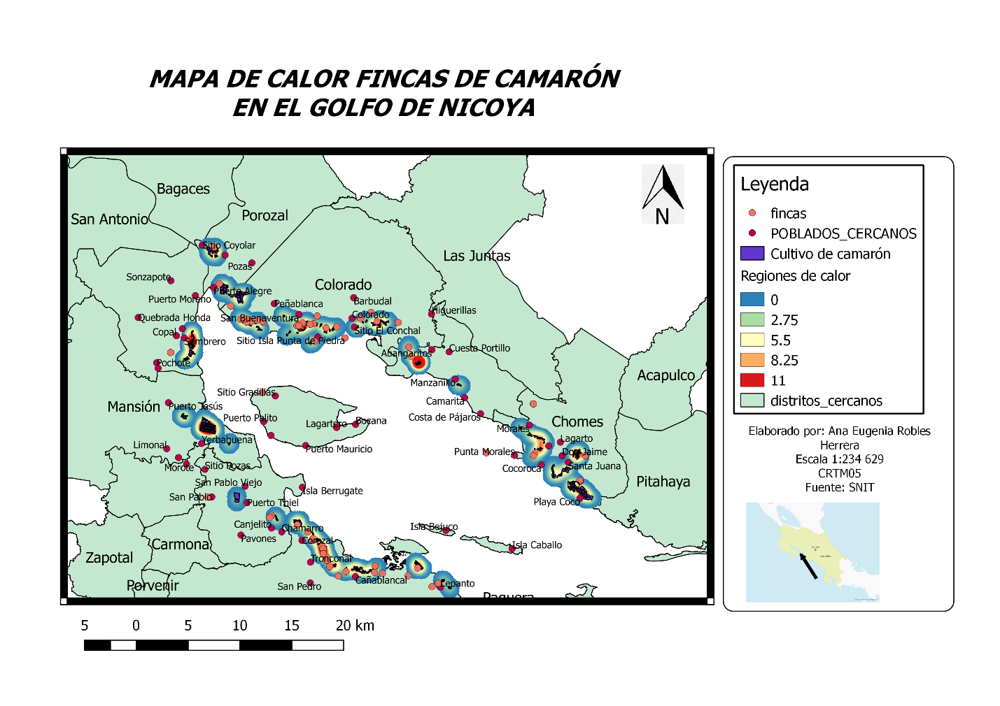 MAPA DE CALOR FINCAS DE CAMARÓN
EN EL GOLFO DE NICOYA
Bagaces
San Antonio
Porozal
Sitio Coyolar
Pozas
Las Juntas
Sonzapote
Colorado
Puerto Alegre
Puerto Moreno
Peñablanca
Barbudal
Higuerillas
Quebrada Honda
San Buenaventura
Colorado
Copal
Sombrero
Sitio Isla Punta de Piedra
Sitio El Conchal
Cuesta Portillo
Abangaritos
Pochote
Acapulco
Manzanillo
Sitio Gradillas
Camarita
Mansión
Puerto Jesús
Puerto Palito
Lagartero
Bocana
Costa de Pájaros
Chomes
Morales
Lagarto
Yerbabuena
Limonal
Puerto Mauricio
Punta Morales
Don Jaime
Morote
Sitio Pozas
Cocoroca
Santa Juana
San Pablo Viejo
Pitahaya
Isla Berrugate
San Pablo
Puerto Thiel
Playa Coco
Canjelito
Chamarro
Isla Bejuco
Pavones
Corozal
Carmona
Isla Caballo
Zapotal
Tronconal
Porvenir
San Pedro
Cañablancal
Lepanto
Paquera
N
5 0 5 10 15 20 km
Leyenda
fincas
POBLADOS_CERCANOS
Cultivo de camarón
Regiones de calor
0
2.75
5.5
8.25
11
distritos_cercanos
Elaborado por: Ana Eugenia Robles
Herrera
Escala 1:234 629
CRTM05
Fuente: SNIT